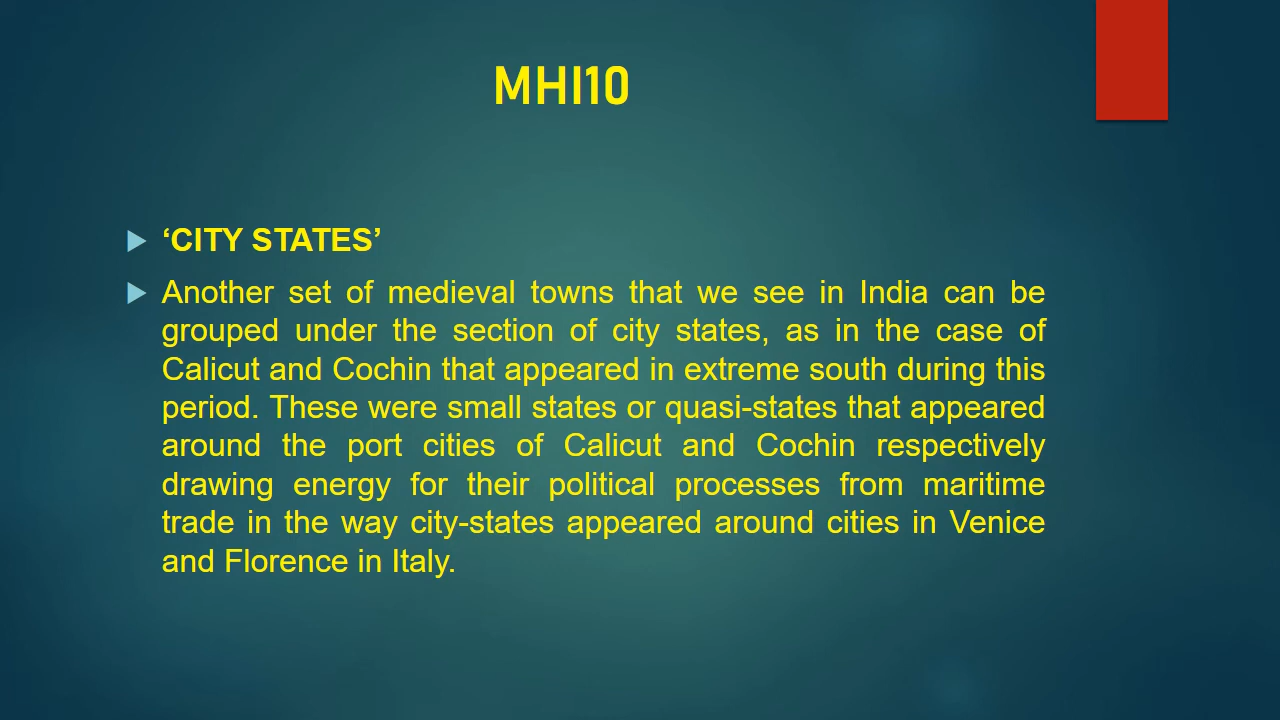 MHI10
‘CITY STATES’
Another set of medieval towns that we see in India can be
grouped under the section of city states, as in the case of
Calicut and Cochin that appeared in extreme south during this
period. These were small states or quasi-states that appeared
around the port cities of Calicut and Cochin respectively
drawing energy for their political processes from maritime
trade in the way city-states appeared around cities in Venice
and Florence in Italy.